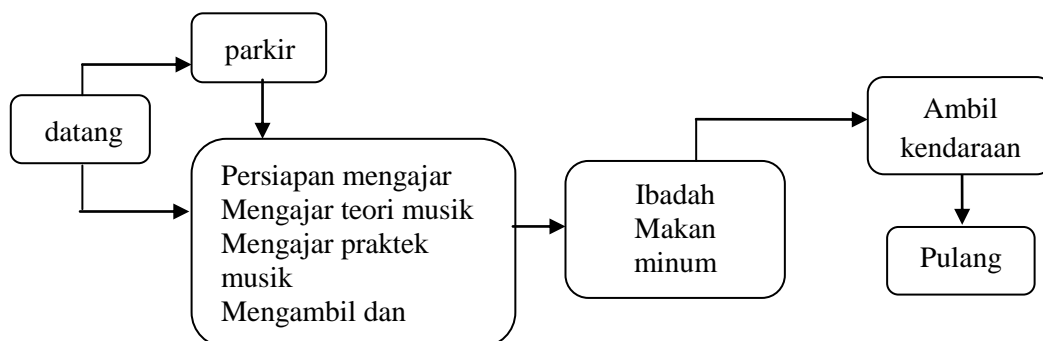 parkir
datang
Persiapan mengajar
Mengajar teori musik
Mengajar praktek
musik
Mengambil dan
Ibadah
Makan
minum
Ambil
kendaraan
Pulang